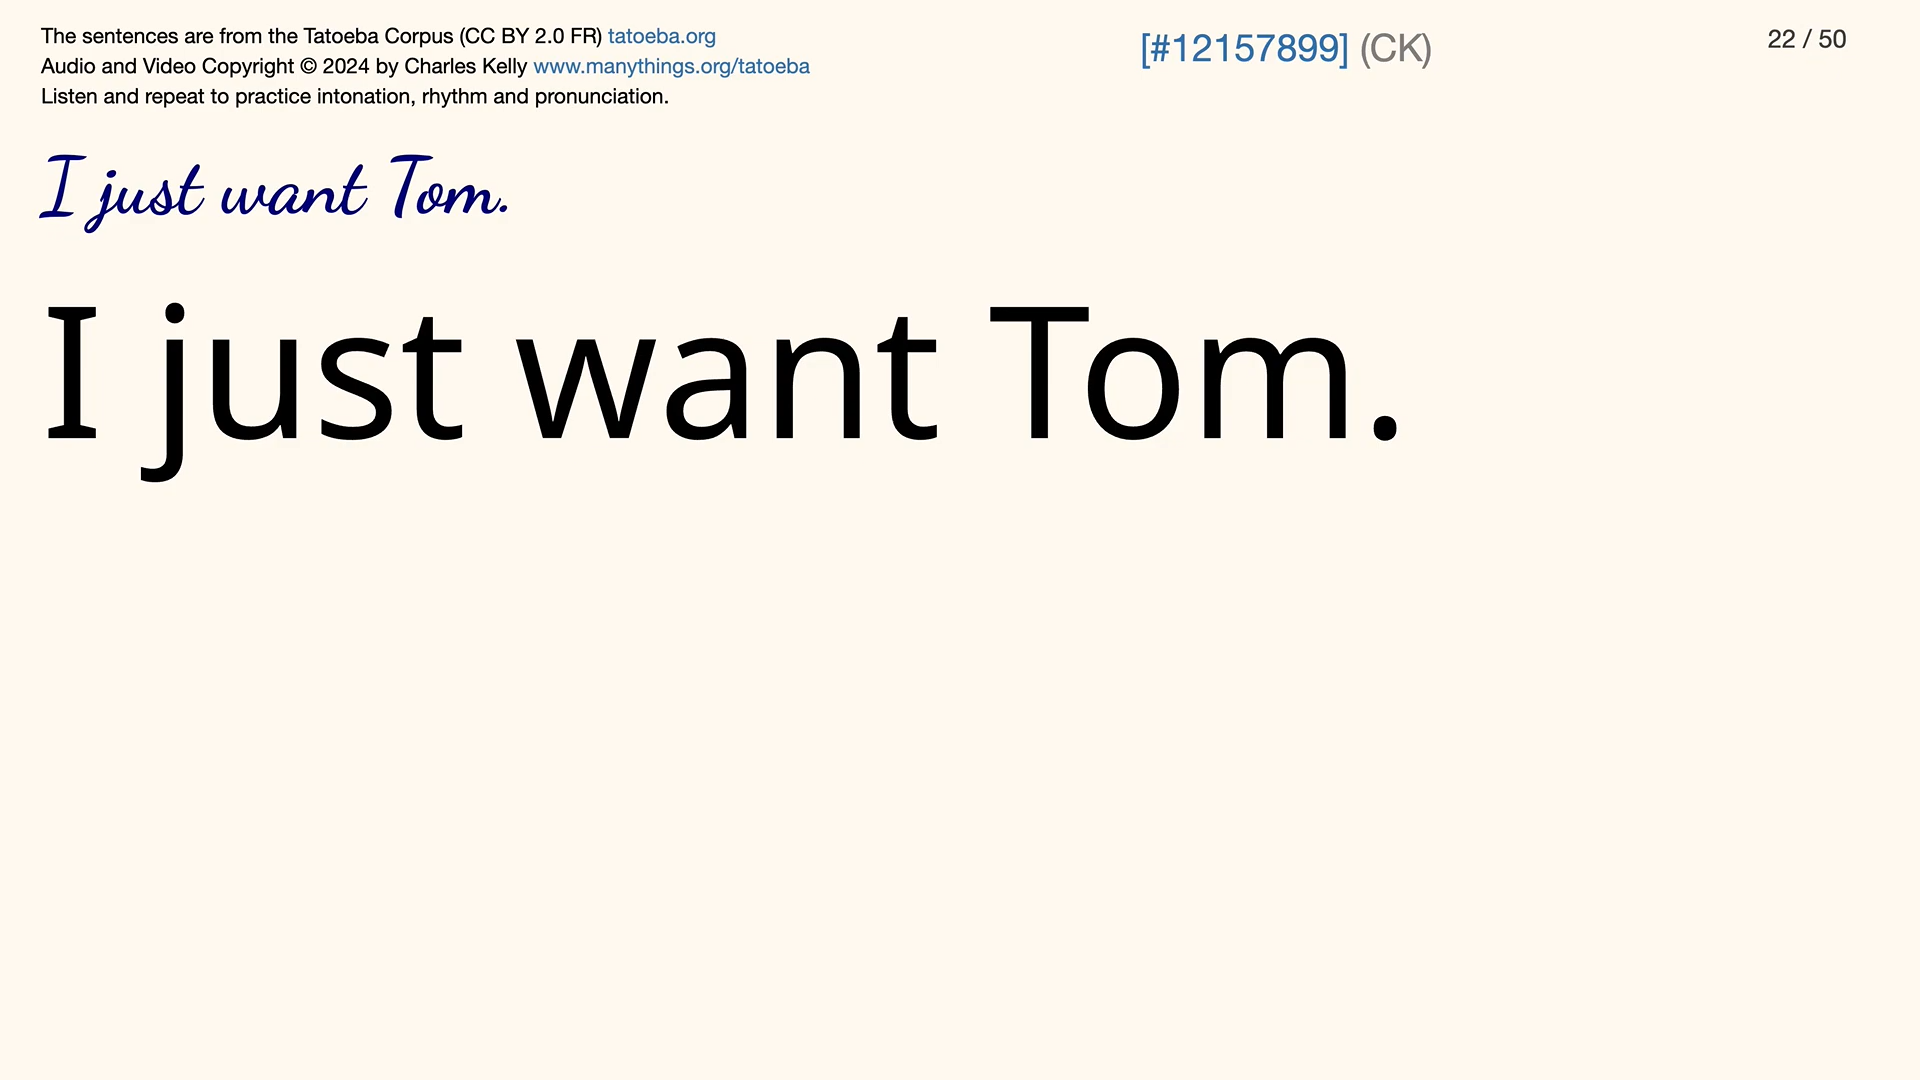 The sentences are from the Tatoeba Corpus (CC BY 2.0 FR) tatoeba.org
Audio and Video Copyright © 2024 by Charles Kelly www.manythings.org/tatoeba
Listen and repeat to practice intonation, rhythm and pronunciation.
[#12157899] (CK)
22 / 50
I just want Tom.
I just want Tom.